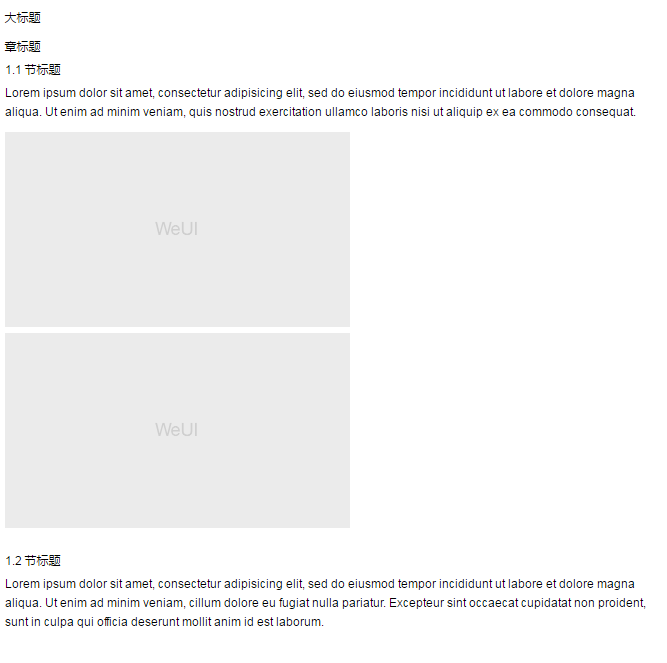 大标题
章标题
1.1 节标题
Lorem ipsum dolor sit amet, consectetur adipisicing elit, sed do eiusmod tempor incididunt ut labore et dolore magna
aliqua. Ut enim ad minim veniam, quis nostrud exercitation ullamco laboris nisi ut aliquip ex ea commodo consequat.
WeUI
WeUI
1.2 节标题
Lorem ipsum dolor sit amet, consectetur adipisicing elit, sed do eiusmod tempor incididunt ut labore et dolore magna
aliqua. Ut enim ad minim veniam, cillum dolore eu fugiat nulla pariatur. Excepteur sint occaecat cupidatat non proident,
sunt in culpa qui officia deserunt mollit anim id est laborum.